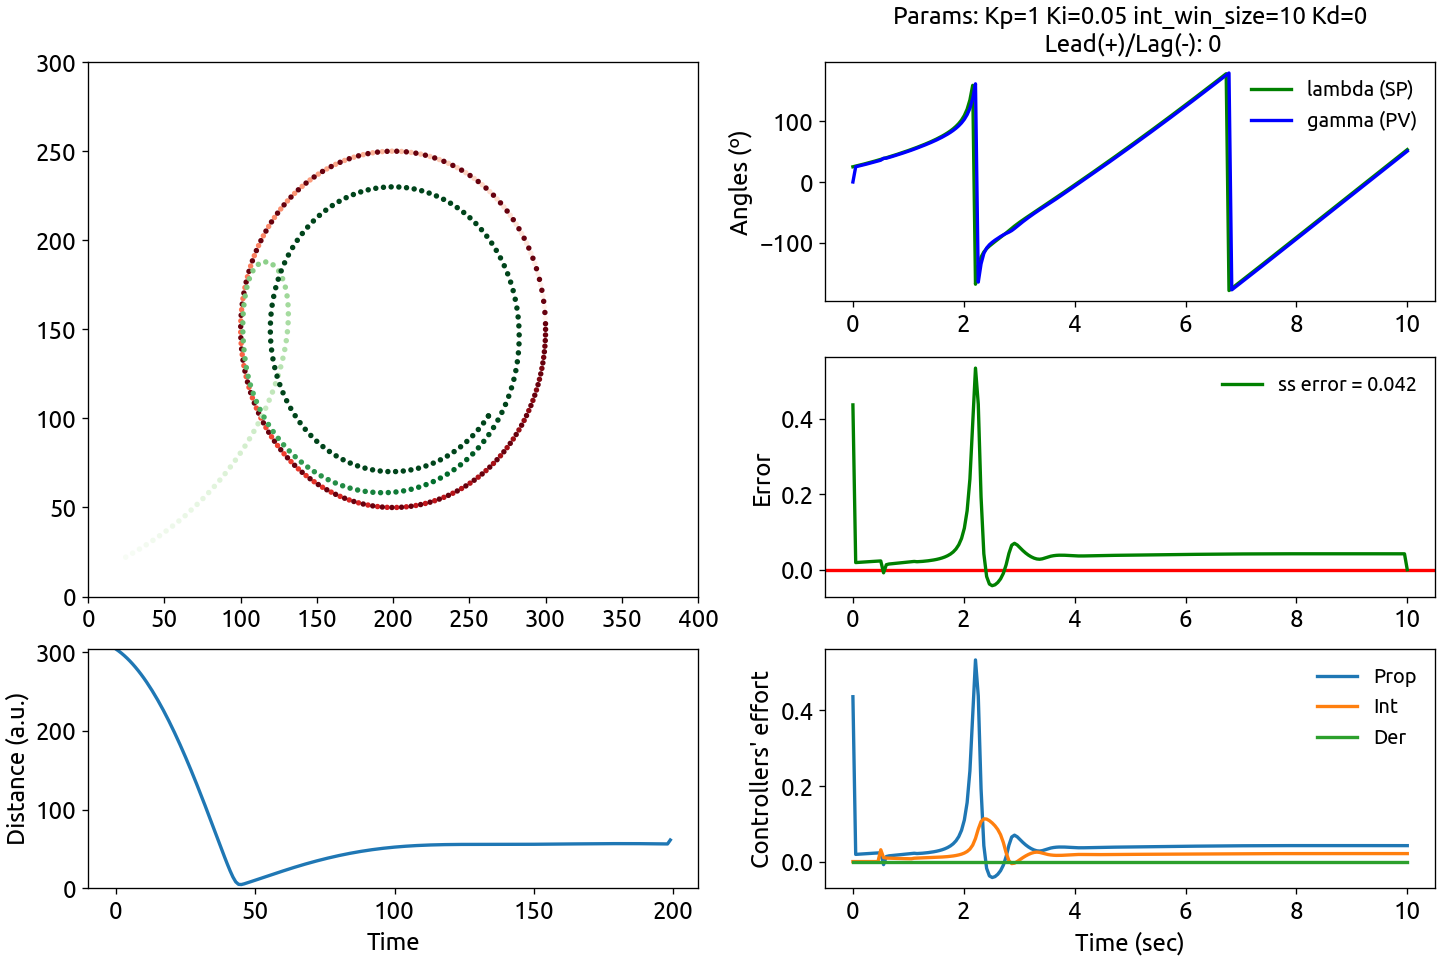 300
250
200
150
100
50
0
0 50 100 150 200 250 300 350 400
Distance (a.u.)
300
200
100
0
0 50 100 150 200
Time
Params: Kp=1 Ki=0.05 int_win_size=10 Kd=0
Lead(+)/Lag(-): 0
Angles (º)
100
0
−100
lambda (SP)
gamma (PV)
0 2 4 6 8 10
Error
0.4
0.2
0.0
ss error = 0.042
0 2 4 6 8 10
Controllers' effort
0.4
0.2
0.0
Prop
Int
Der
0 2 4 6 8 10
Time (sec)